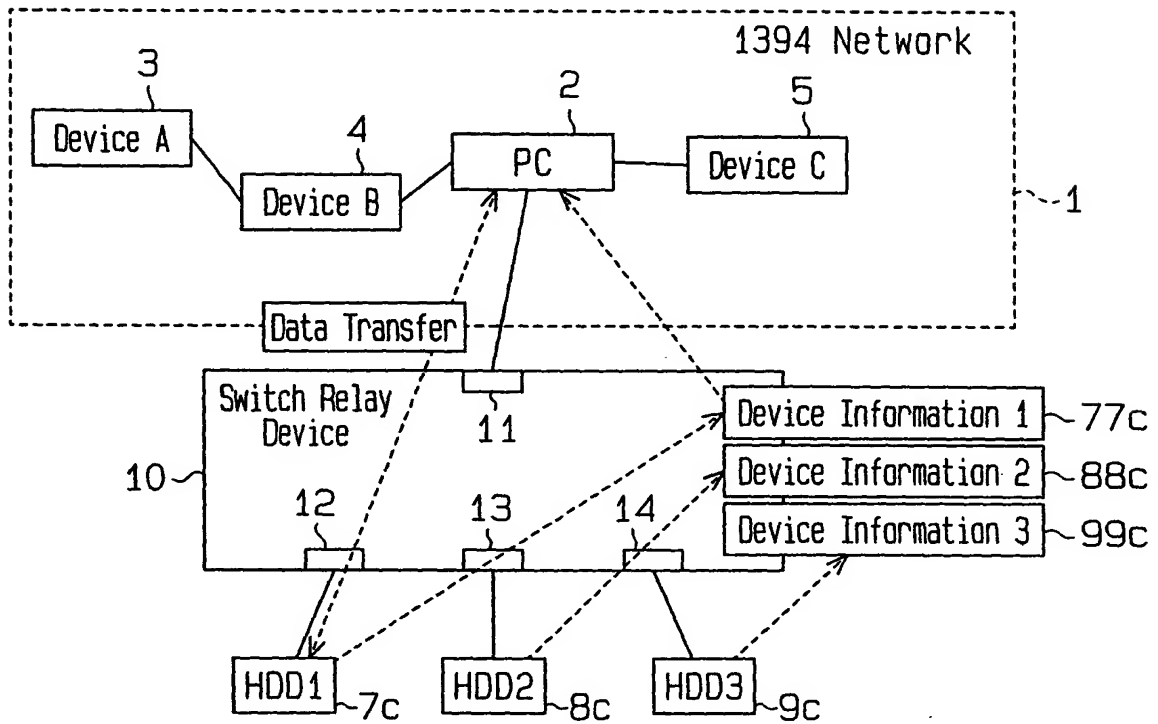 1394 Network
3
Device A
4
Device B
2
PC
5
Device C
1
Data Transfer
Switch Relay
Device
10
11
12
13
14
Device Information 1
77c
Device Information 2
88c
Device Information 3
99c
HDD1
7c
HDD2
8c
HDD3
9c